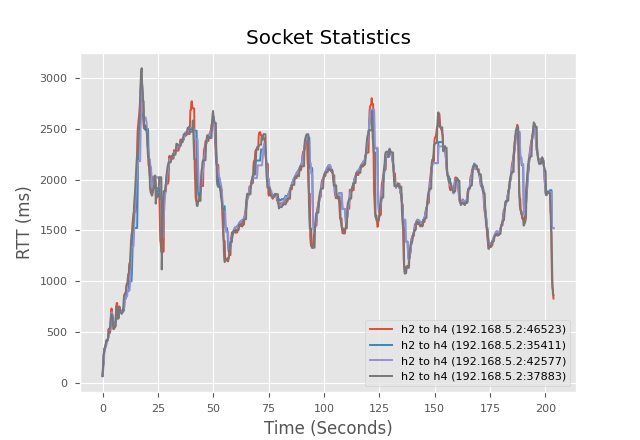 Socket Statistics
RTT (ms)
3000
2500
2000
1500
1000
500
0
0
25
50
75
100
125
150
175
200
Time (Seconds)
h2 to h4 (192.168.5.2:46523)
h2 to h4 (192.168.5.2:35411)
h2 to h4 (192.168.5.2:42577)
h2 to h4 (192.168.5.2:37883)